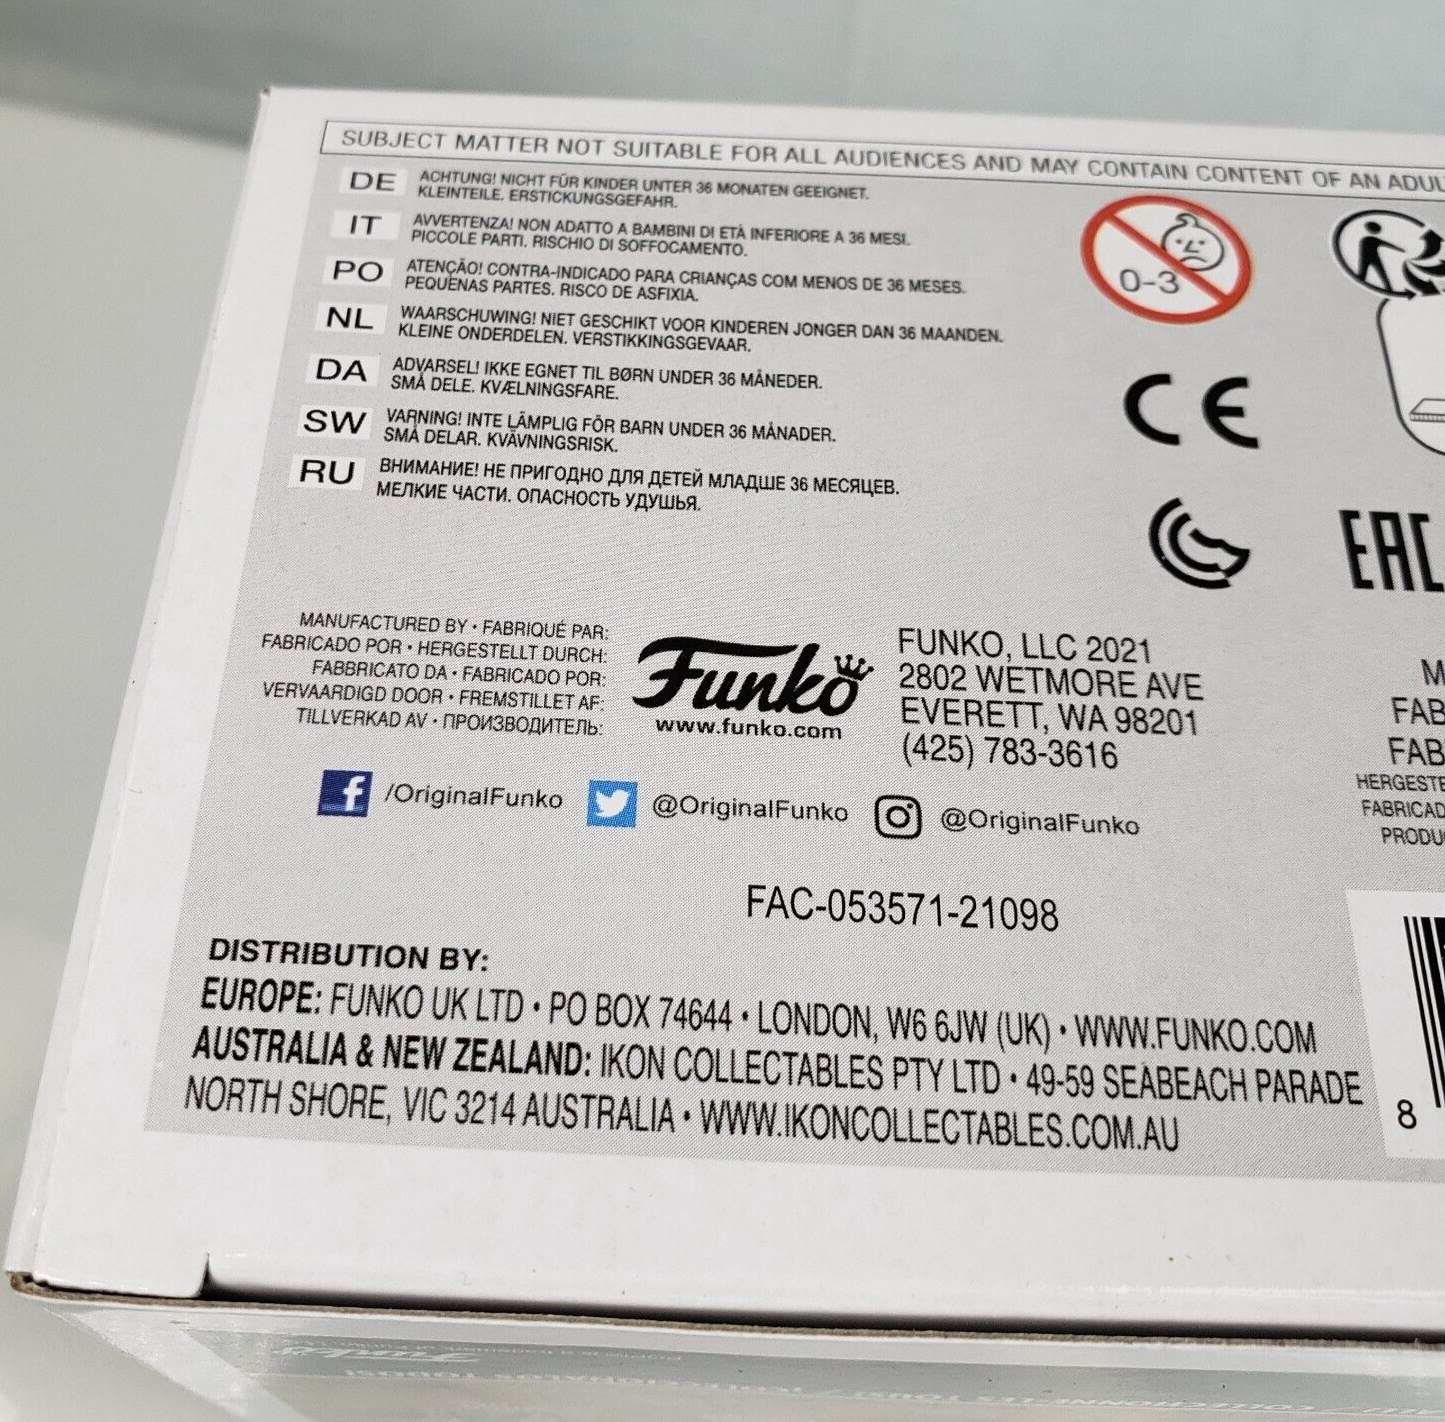 SUBJECT MATTER NOT SUITABLE FOR ALL AUDIENCES AND MAY CONTAIN CONTENT OF AN ADUL
DE ACHTUNG! NICHT FÜR KINDER UNTER 36 MONATEN GEEIGNET.
KLEINTEILE. ERSTICKUNGSGEFAHR.
IT AVVERTENZA! NON ADATTO A BAMBINI DI ETÀ INFERIORE A 36 MESI.
PICCOLE PARTI. RISCHIO DI SOFFOCAMENTO.
PO ATENÇÃO! CONTRA-INDICADO PARA CRIANÇAS COM MENOS DE 36 MESES.
PEQUENAS PARTES. RISCO DE ASFIXIA.
NL WAARSCHUWING! NIET GESCHIKT VOOR KINDEREN JONGER DAN 36 MAANDEN.
KLEINE ONDERDELEN. VERSTIKKINGSGEVAAR.
DA ADVARSEL! IKKE EGNET TIL BØRN UNDER 36 MÅNEDER.
SMÅ DELE. KVÆLNINGSFARE.
SW VARNING! INTE LÄMPLIG FÖR BARN UNDER 36 MÅNADER.
SMÅ DELAR. KVÄVNINGSRISK.
RU ВНИМАНИЕ! НЕ ПРИГОДНО ДЛЯ ДЕТЕЙ МЛАДШЕ 36 МЕСЯЦЕВ.
МЕЛКИЕ ЧАСТИ. ОПАСНОСТЬ УДУШЬЯ.
0-3
CE
EAC
MANUFACTURED BY • FABRIQUÉ PAR:
FABRICADO POR • HERGESTELLT DURCH:
FABBRICATO DA • FABRICADO POR:
VERVAARDIGD DOOR • FREMSTILLET AF:
TILLVERKAD AV • ПРОИЗВОДИТЕЛЬ:
Funko
www.funko.com
FUNKO, LLC 2021
2802 WETMORE AVE
EVERETT, WA 98201
(425) 783-3616
M
FAB
FAB
HERGESTE
FABRICAD
PRODU
/OriginalFunko @OriginalFunko @OriginalFunko
FAC-053571-21098
DISTRIBUTION BY:
EUROPE: FUNKO UK LTD • PO BOX 74644 • LONDON, W6 6JW (UK) • WWW.FUNKO.COM
AUSTRALIA & NEW ZEALAND: IKON COLLECTABLES PTY LTD • 49-59 SEABEACH PARADE
NORTH SHORE, VIC 3214 AUSTRALIA • WWW.IKONCOLLECTABLES.COM.AU
8
Funko